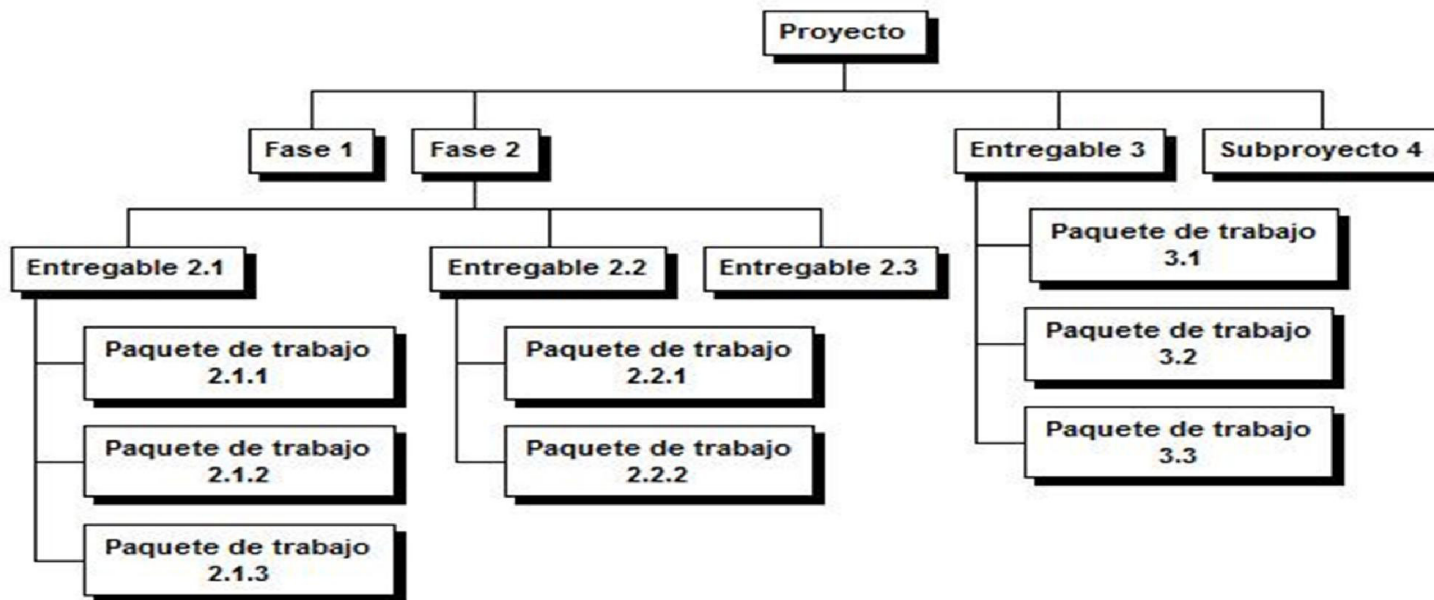 Proyecto
Fase 1
Fase 2
Entregable 3
Subproyecto 4
Entregable 2.1
Entregable 2.2
Entregable 2.3
Paquete de trabajo
2.1.1
Paquete de trabajo
2.1.2
Paquete de trabajo
2.1.3
Paquete de trabajo
2.2.1
Paquete de trabajo
2.2.2
Paquete de trabajo
3.1
Paquete de trabajo
3.2
Paquete de trabajo
3.3